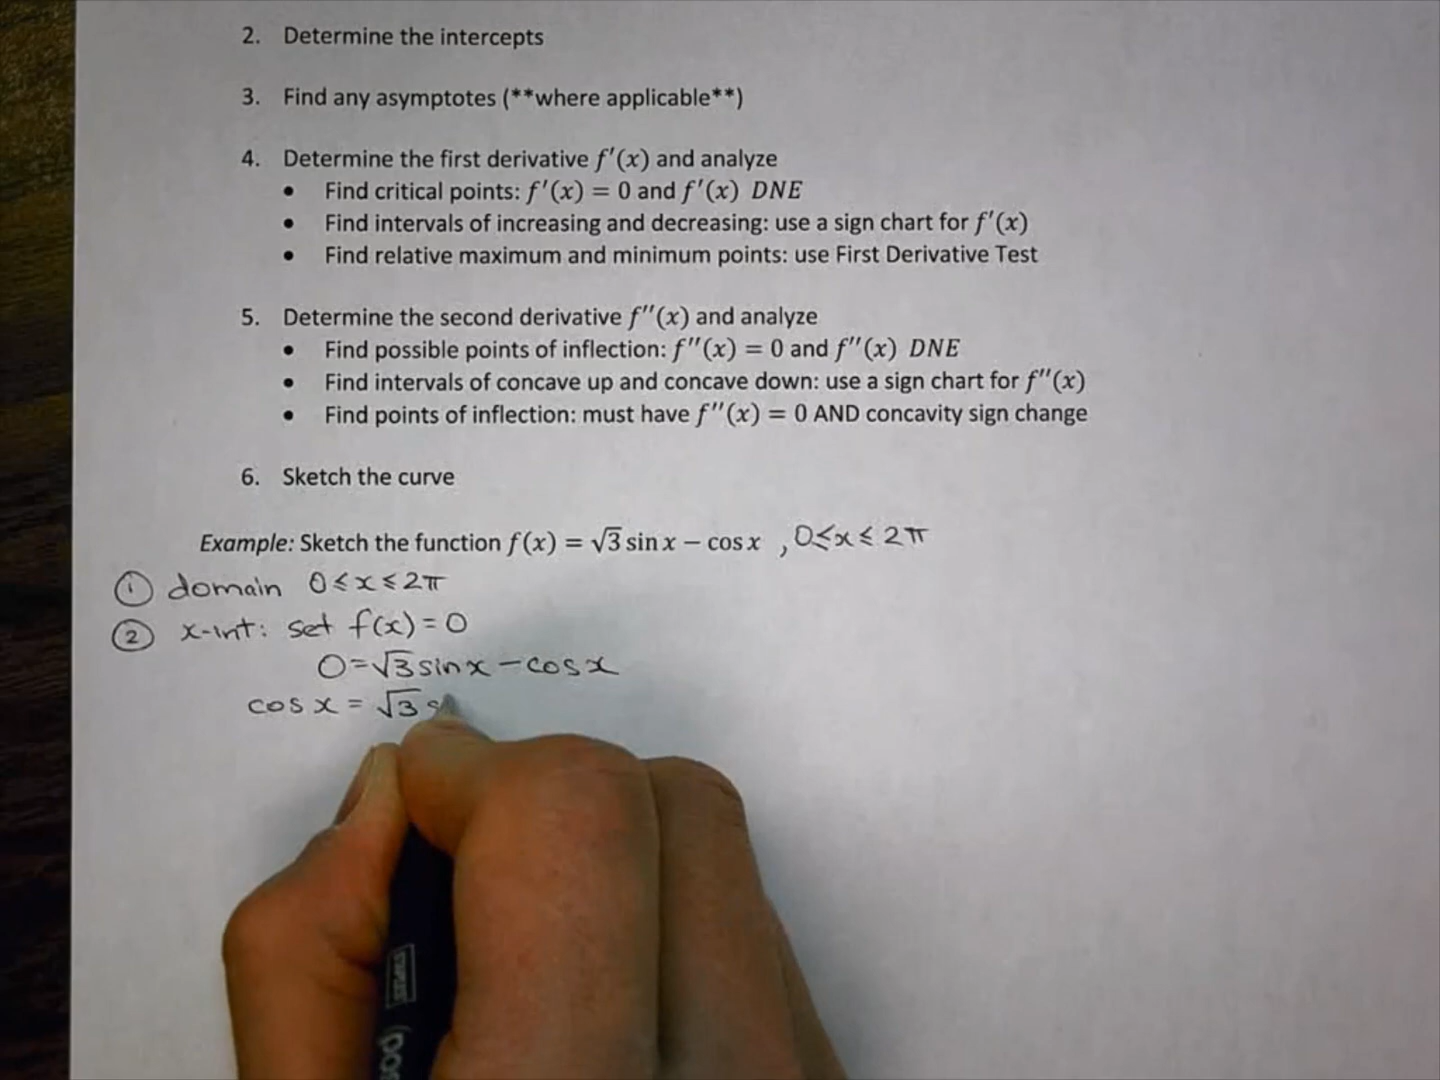 2. Determine the intercepts
3. Find any asymptotes (**where applicable**)
4. Determine the first derivative f′(x) and analyze
• Find critical points: f′(x) = 0 and f′(x) DNE
• Find intervals of increasing and decreasing: use a sign chart for f′(x)
• Find relative maximum and minimum points: use First Derivative Test
5. Determine the second derivative f″(x) and analyze
• Find possible points of inflection: f″(x) = 0 and f″(x) DNE
• Find intervals of concave up and concave down: use a sign chart for f″(x)
• Find points of inflection: must have f″(x) = 0 AND concavity sign change
6. Sketch the curve
Example: Sketch the function f(x) = √3 sin x − cos x , 0≤x≤2π
① domain 0≤x≤2π
② x-int: set f(x)=0
0=√3 sinx −cosx
cos x = √3 s